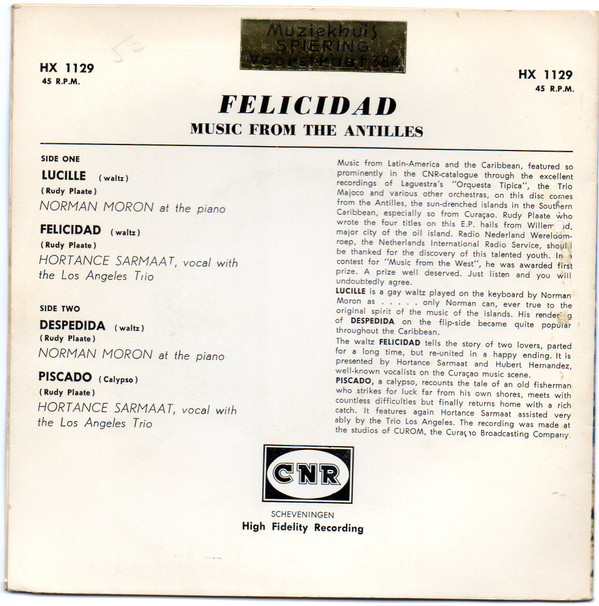 Muziekhuis
SPIERING
Voorstraat 384
HX 1129
45 R.P.M.
HX 1129
45 R.P.M.
FELICIDAD
MUSIC FROM THE ANTILLES
SIDE ONE
LUCILLE (waltz)
(Rudy Plaate)
NORMAN MORON at the piano
FELICIDAD (waltz)
(Rudy Plaate)
HORTANCE SARMAAT, vocal with
the Los Angeles Trio
SIDE TWO
DESPEDIDA (waltz)
(Rudy Plaate)
NORMAN MORON at the piano
PISCADO (Calypso)
(Rudy Plaate)
HORTANCE SARMAAT, vocal with
the Los Angeles Trio
Music from Latin-America and the Caribbean, featured so
prominently in the CNR-catalogue through the excellent
recordings of Laguestra's "Orquesta Tipica", the Trio
Majoco and various other orchestras, on this disc comes
from the Antilles, the sun-drenched islands in the Southern
Caribbean, especially so from Curaçao. Rudy Plaate who
wrote the four titles on this E.P. hails from
major city of the oil island. Radio Nederland Wereldom-
roep, the Netherlands International Radio Service, should
be thanked for the discovery of this talented youth. In
contest for "Music from the West", he was awarded first
prize. A prize well deserved. Just listen and you will
undoubtedly agree.
LUCILLE is a gay waltz played on the keyboard by Norman
Moron as . . . . . only Norman can, ever true to the
original spirit of the music of the islands. His
of DESPEDIDA on the flip-side became quite popular
throughout the Caribbean.
The waltz FELICIDAD tells the story of two lovers, parted
for a long time, but re-united in a happy ending. It is
presented by Hortance Sarmaat and Hubert Hernandez,
well-known vocalists on the Curaçao music scene.
PISCADO, a calypso, recounts the tale of an old fisherman
who strikes for luck far from his own shores, meets with
countless difficulties but finally returns home with a rich
catch. It features again Hortance Sarmaat assisted very
ably by the Trio Los Angeles. The recording was made at
the studios of CUROM, the Curaçao Broadcasting Company.
CNR
SCHEVENINGEN
High Fidelity Recording